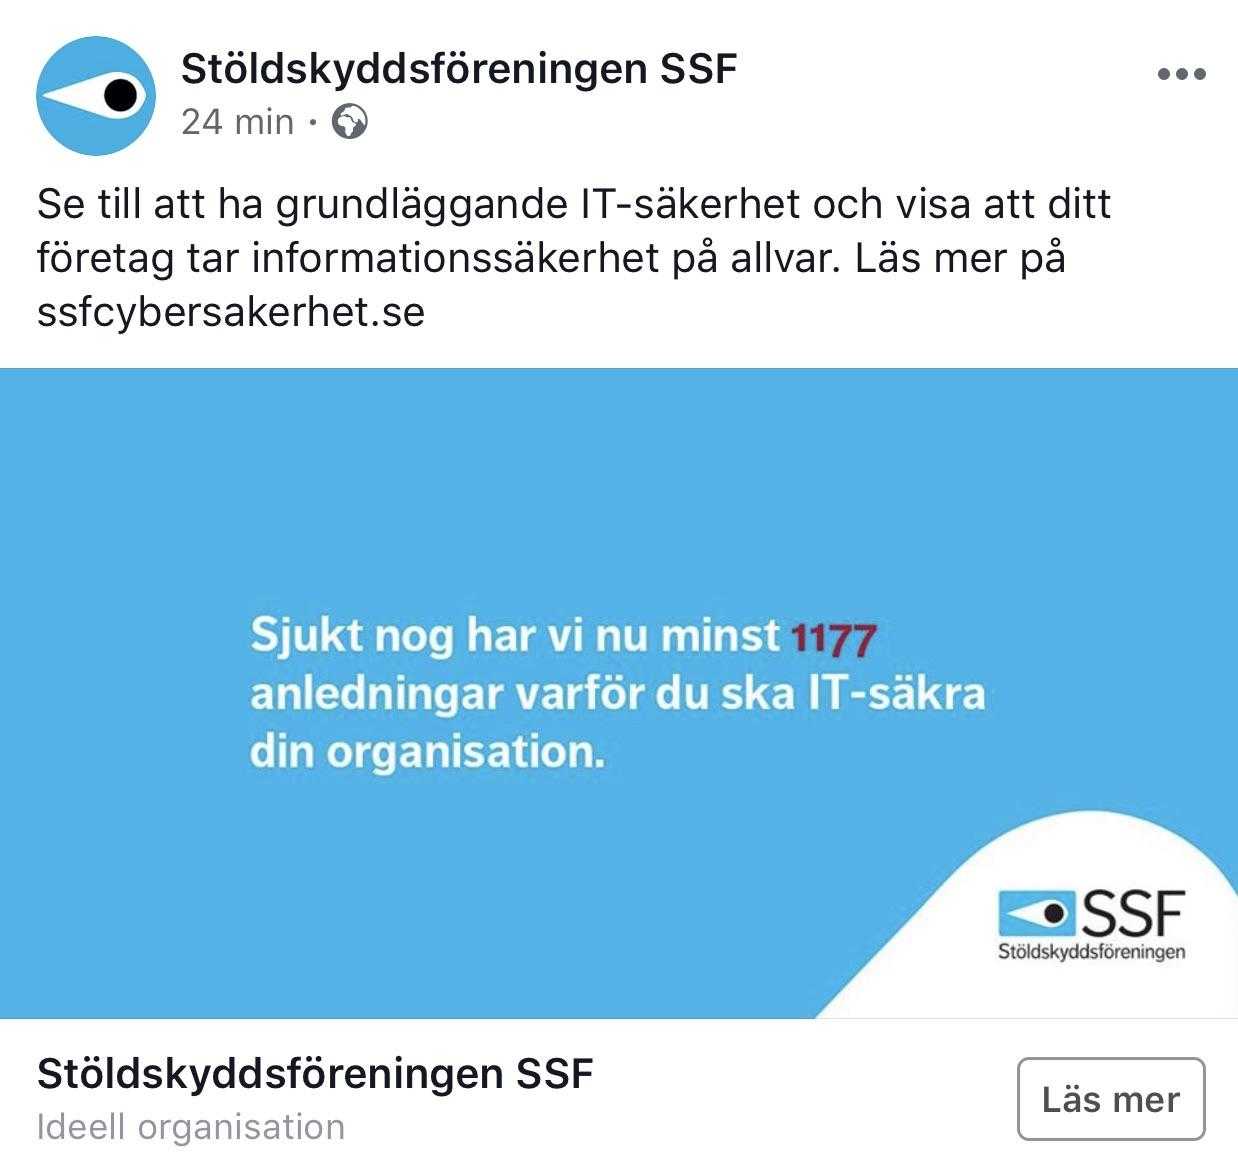 Stöldskyddsföreningen SSF
24 min ·
Se till att ha grundläggande IT-säkerhet och visa att ditt
företag tar informationssäkerhet på allvar. Läs mer på
ssfcybersakerhet.se
Sjukt nog har vi nu minst 1177
anledningar varför du ska IT-säkra
din organisation.
SSF
Stöldskyddsföreningen
Stöldskyddsföreningen SSF
Ideell organisation
Läs mer